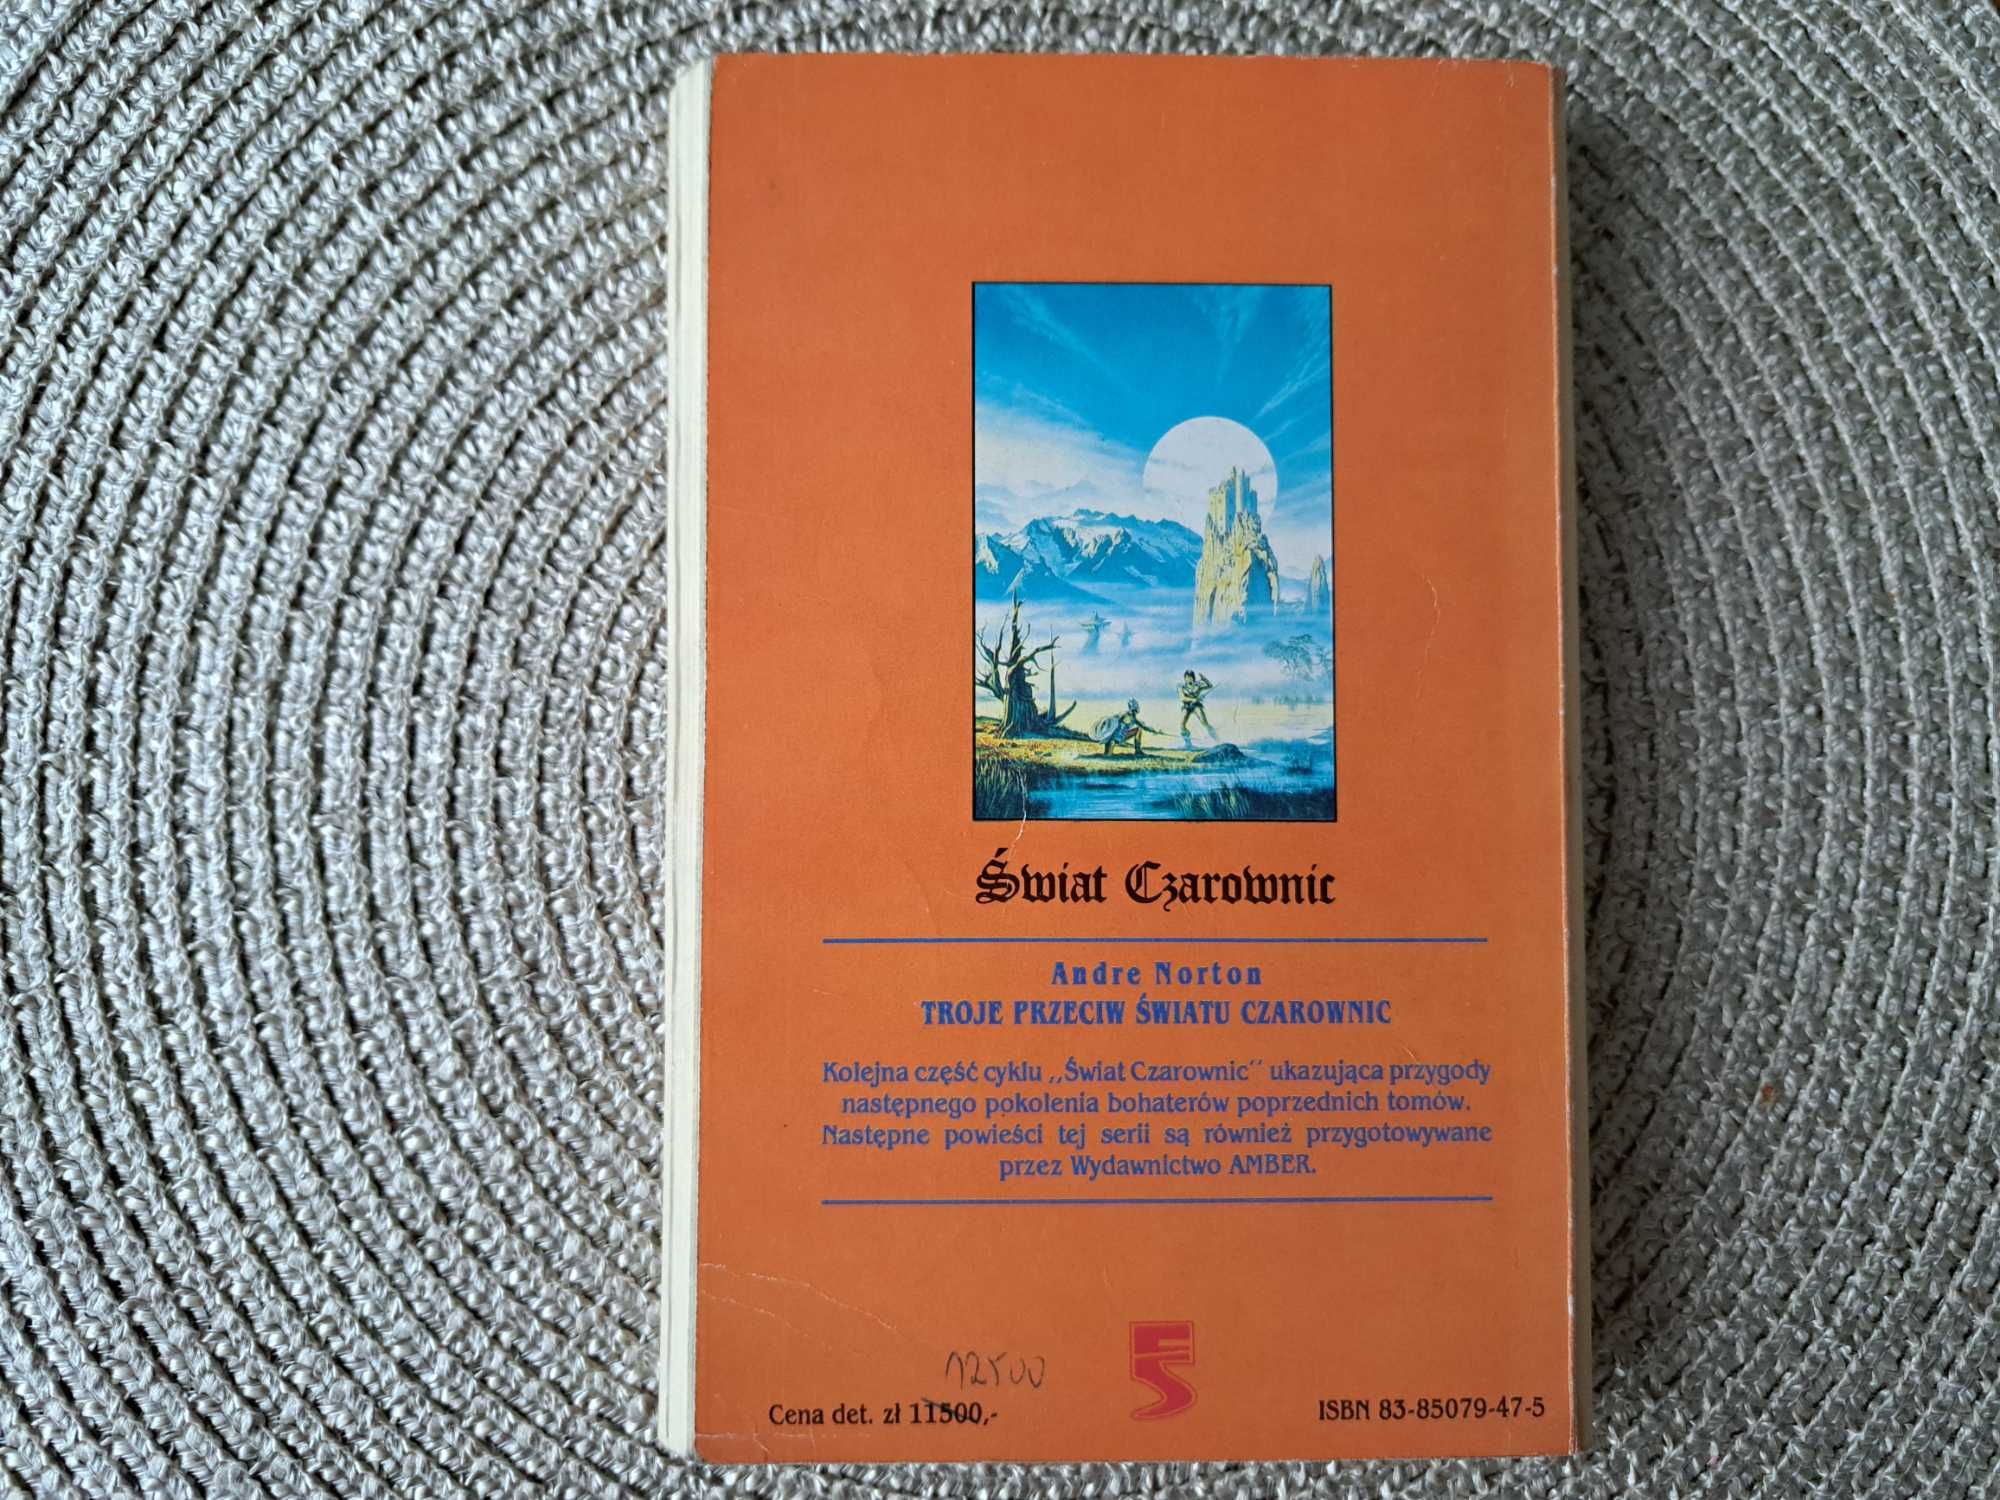 Świat Czarownic
Andre Norton
TROJE PRZECIW ŚWIATU CZAROWNIC
Kolejna część cyklu ,,Świat Czarownic" ukazująca przygody
następnego pokolenia bohaterów poprzednich tomów.
Następne powieści tej serii są również przygotowywane
przez Wydawnictwo AMBER.
12500
Cena det. zł 11500,-
ISBN 83-85079-47-5